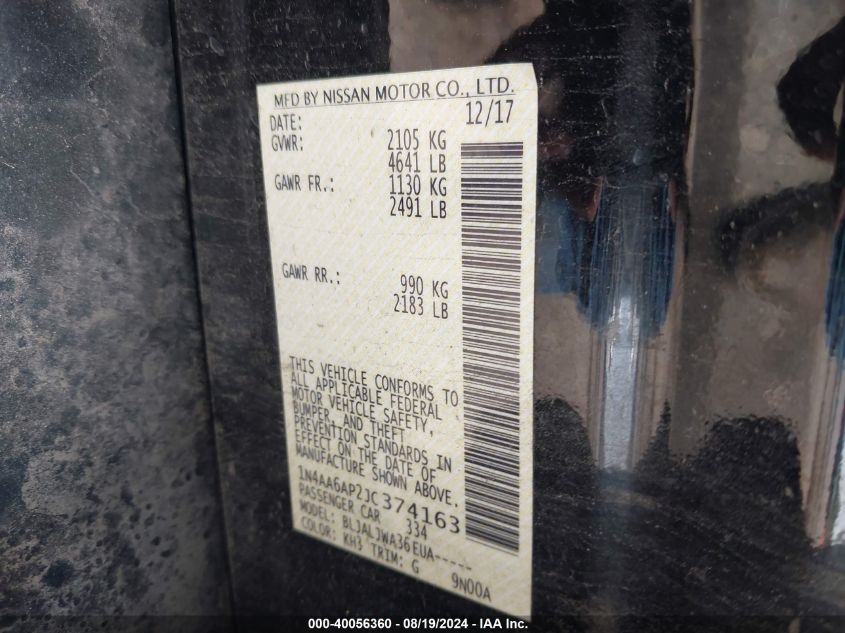 MFD BY NISSAN MOTOR CO., LTD.
DATE: 12/17
GVWR: 2105 KG
4641 LB
GAWR FR.: 1130 KG
2491 LB
GAWR RR.: 990 KG
2183 LB
THIS VEHICLE CONFORMS TO
ALL APPLICABLE FEDERAL
MOTOR VEHICLE SAFETY,
BUMPER, AND THEFT
PREVENTION STANDARDS IN
EFFECT ON THE DATE OF
MANUFACTURE SHOWN ABOVE.
1N4AA6AP2JC374163
PASSENGER CAR 334
MODEL: BLJALJWA36EUA-----
COLOR: KH3 TRIM: G 9N00A
000-40056360 - 08/19/2024 - IAA Inc.